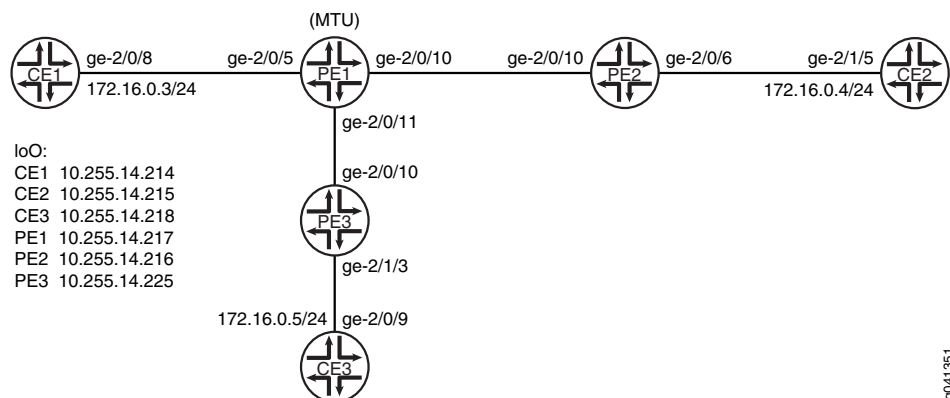 (MTU)
ge-2/0/8 ge-2/0/5 ge-2/0/10 ge-2/0/10 ge-2/0/6 ge-2/1/5
CE1 PE1 PE2 CE2
172.16.0.3/24 172.16.0.4/24
ge-2/0/11
lo0:
CE1 10.255.14.214
CE2 10.255.14.215
CE3 10.255.14.218
PE1 10.255.14.217
PE2 10.255.14.216
PE3 10.255.14.225
ge-2/0/10
PE3
ge-2/1/3
172.16.0.5/24 ge-2/0/9
CE3